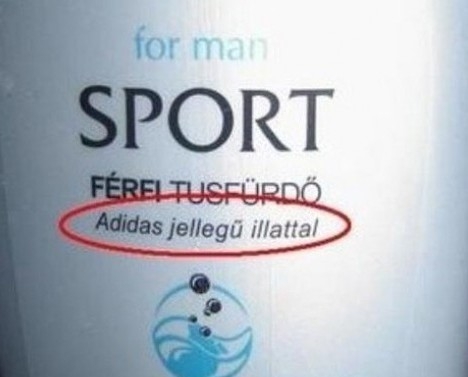 for man
SPORT
FÉRFI TUSFÜRDŐ
Adidas jellegű illattal